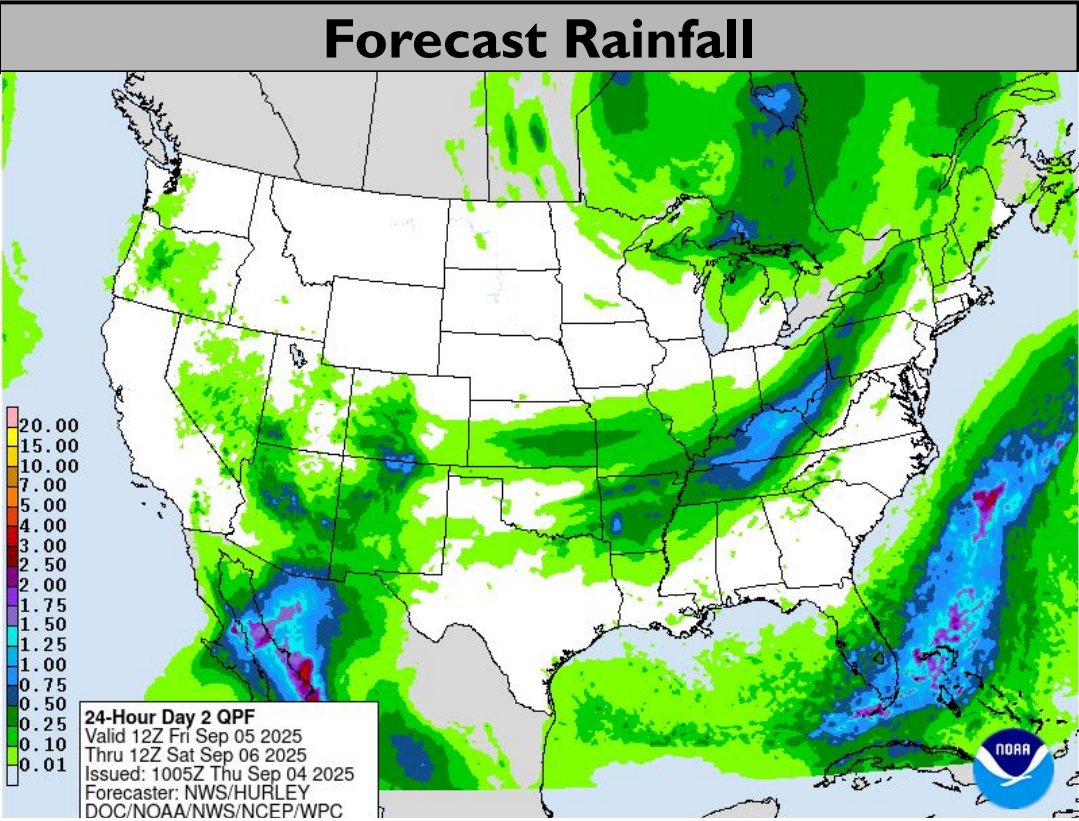 Forecast Rainfall
20.00
15.00
10.00
7.00
5.00
4.00
3.00
2.50
2.00
1.75
1.50
1.25
1.00
0.75
0.50
0.25
0.10
0.01
24-Hour Day 2 QPF
Valid 12Z Fri Sep 05 2025
Thru 12Z Sat Sep 06 2025
Issued: 1005Z Thu Sep 04 2025
Forecaster: NWS/HURLEY
DOC/NOAA/NWS/NCEP/WPC
NOAA